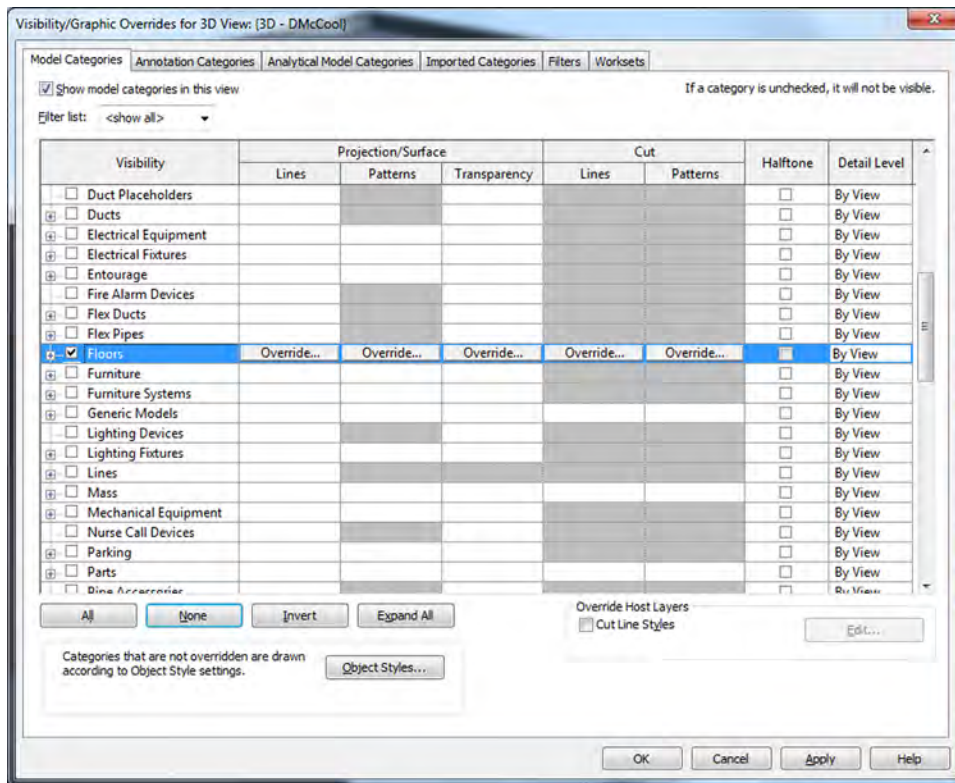 Visibility/Graphic Overrides for 3D View: {3D - DMcCool}
Model Categories Annotation Categories Analytical Model Categories Imported Categories Filters Worksets
Show model categories in this view If a category is unchecked, it will not be visible.
Filter list: <show all>
Projection/Surface Cut
Visibility Halftone Detail Level
Lines Patterns Transparency Lines Patterns
Duct Placeholders By View
Ducts By View
Electrical Equipment By View
Electrical Fixtures By View
Entourage By View
Fire Alarm Devices By View
Flex Ducts By View
Flex Pipes By View
Floors Override... Override... Override... Override... Override... By View
Furniture By View
Furniture Systems By View
Generic Models By View
Lighting Devices By View
Lighting Fixtures By View
Lines By View
Mass By View
Mechanical Equipment By View
Nurse Call Devices By View
Parking By View
Parts By View
Pipe Accessories By View
Override Host Layers
All None Invert Expand All Cut Line Styles
Edit...
Categories that are not overridden are drawn
according to Object Style settings. Object Styles...
OK Cancel Apply Help